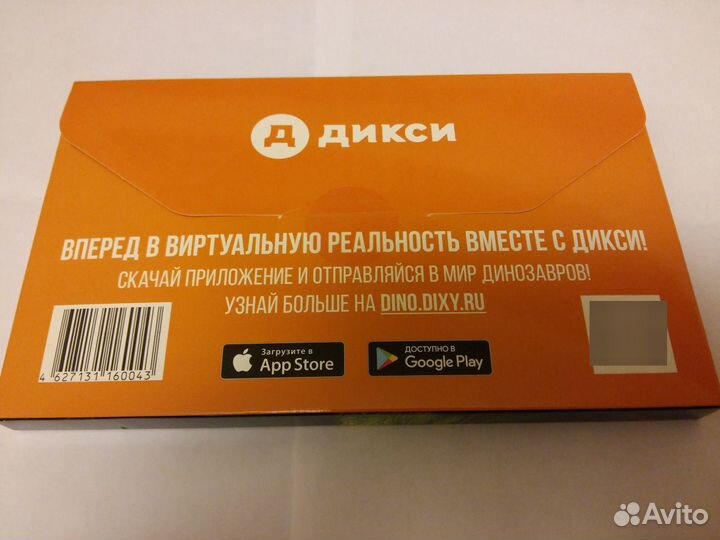 Д ДИКСИ
ВПЕРЕД В ВИРТУАЛЬНУЮ РЕАЛЬНОСТЬ ВМЕСТЕ С ДИКСИ!
СКАЧАЙ ПРИЛОЖЕНИЕ И ОТПРАВЛЯЙСЯ В МИР ДИНОЗАВРОВ!
УЗНАЙ БОЛЬШЕ НА DINO.DIXY.RU
Загрузите в
App Store
ДОСТУПНО В
Google Play
4 627131 160043
Avito